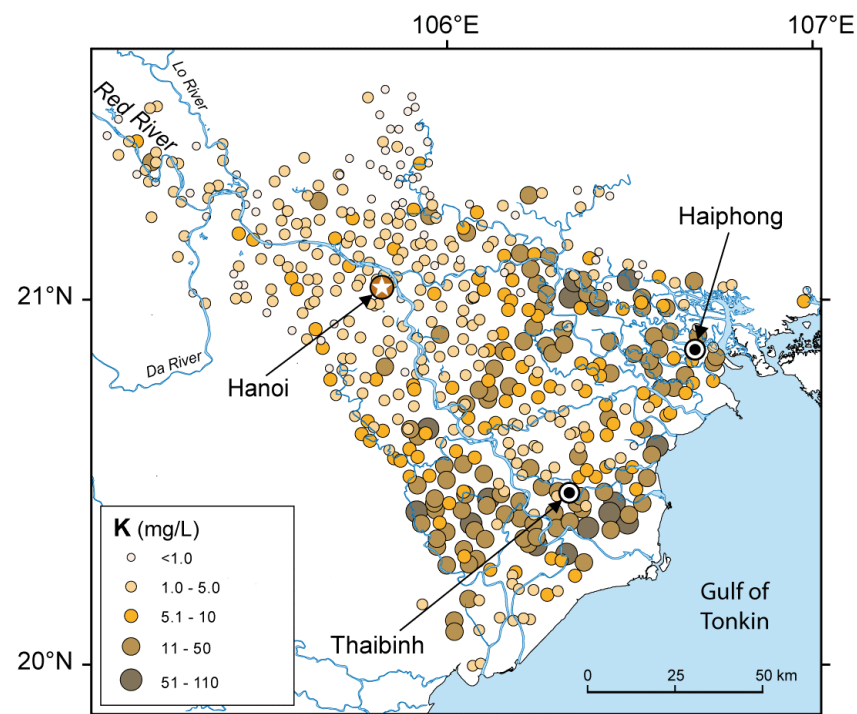 106°E
107°E
Lo River
Red River
Haiphong
21°N
Da River
Hanoi
K (mg/L)
<1.0
1.0 - 5.0
5.1 - 10
11 - 50
51 - 110
Gulf of
Tonkin
Thaibinh
20°N
0 25 50 km